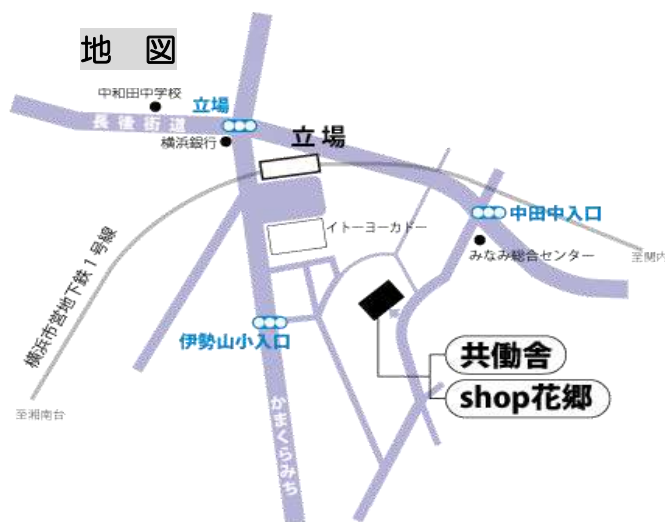 地　図
中和田中学校
立場
長後街道
横浜銀行
立場
中田中入口
イトーヨーカドー
みなみ総合センター
至関内
横浜市営地下鉄1号線
伊勢山小入口
共働舎
shop花郷
至湘南台
かまくらみち